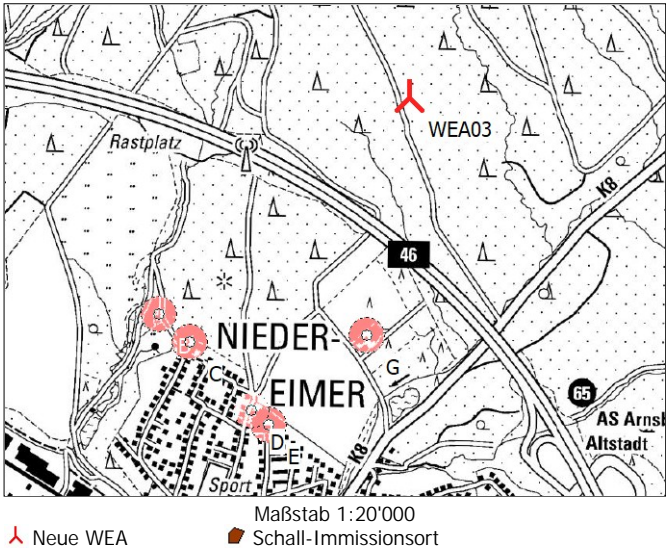 WEA03
Rastplatz
K8
46
NIEDER-
G
C
EIMER
65
AS Arnsb
Altstadt
D
E
K8
Sport
Maßstab 1:20'000
Neue WEA
Schall-Immissionsort